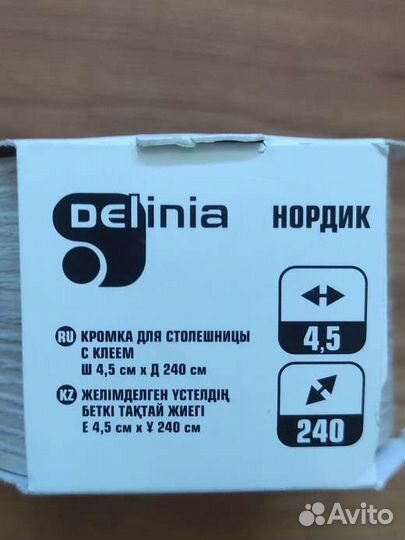 DELinia
НОРДИК
RU КРОМКА ДЛЯ СТОЛЕШНИЦЫ
С КЛЕЕМ
Ш 4,5 см х Д 240 см
KZ ЖЕЛІМДЕЛГЕН ҮСТЕЛДІҢ
БЕТКІ ТАҚТАЙ ЖИЕГІ
Е 4,5 см х Ұ 240 см
4,5
240
Avito